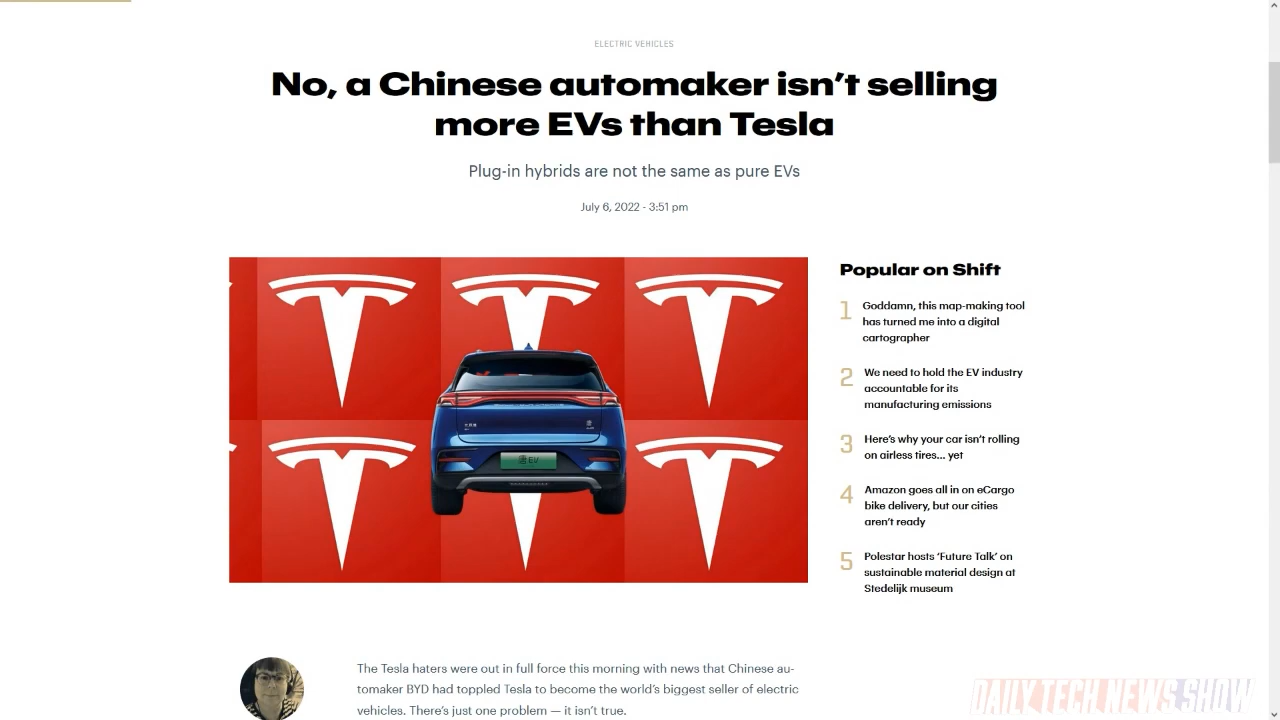 ELECTRIC VEHICLES
No, a Chinese automaker isn't selling
more EVs than Tesla
Plug-in hybrids are not the same as pure EVs
July 6, 2022 - 3:51 pm
EV
Popular on Shift
1 Goddamn, this map-making tool
has turned me into a digital
cartographer
2 We need to hold the EV industry
accountable for its
manufacturing emissions
3 Here's why your car isn't rolling
on airless tires... yet
4 Amazon goes all in on eCargo
bike delivery, but our cities
aren't ready
5 Polestar hosts 'Future Talk' on
sustainable material design at
Stedelijk museum
The Tesla haters were out in full force this morning with news that Chinese au-
tomaker BYD had toppled Tesla to become the world's biggest seller of electric
vehicles. There's just one problem — it isn't true.
DAILY TECH NEWS SHOW